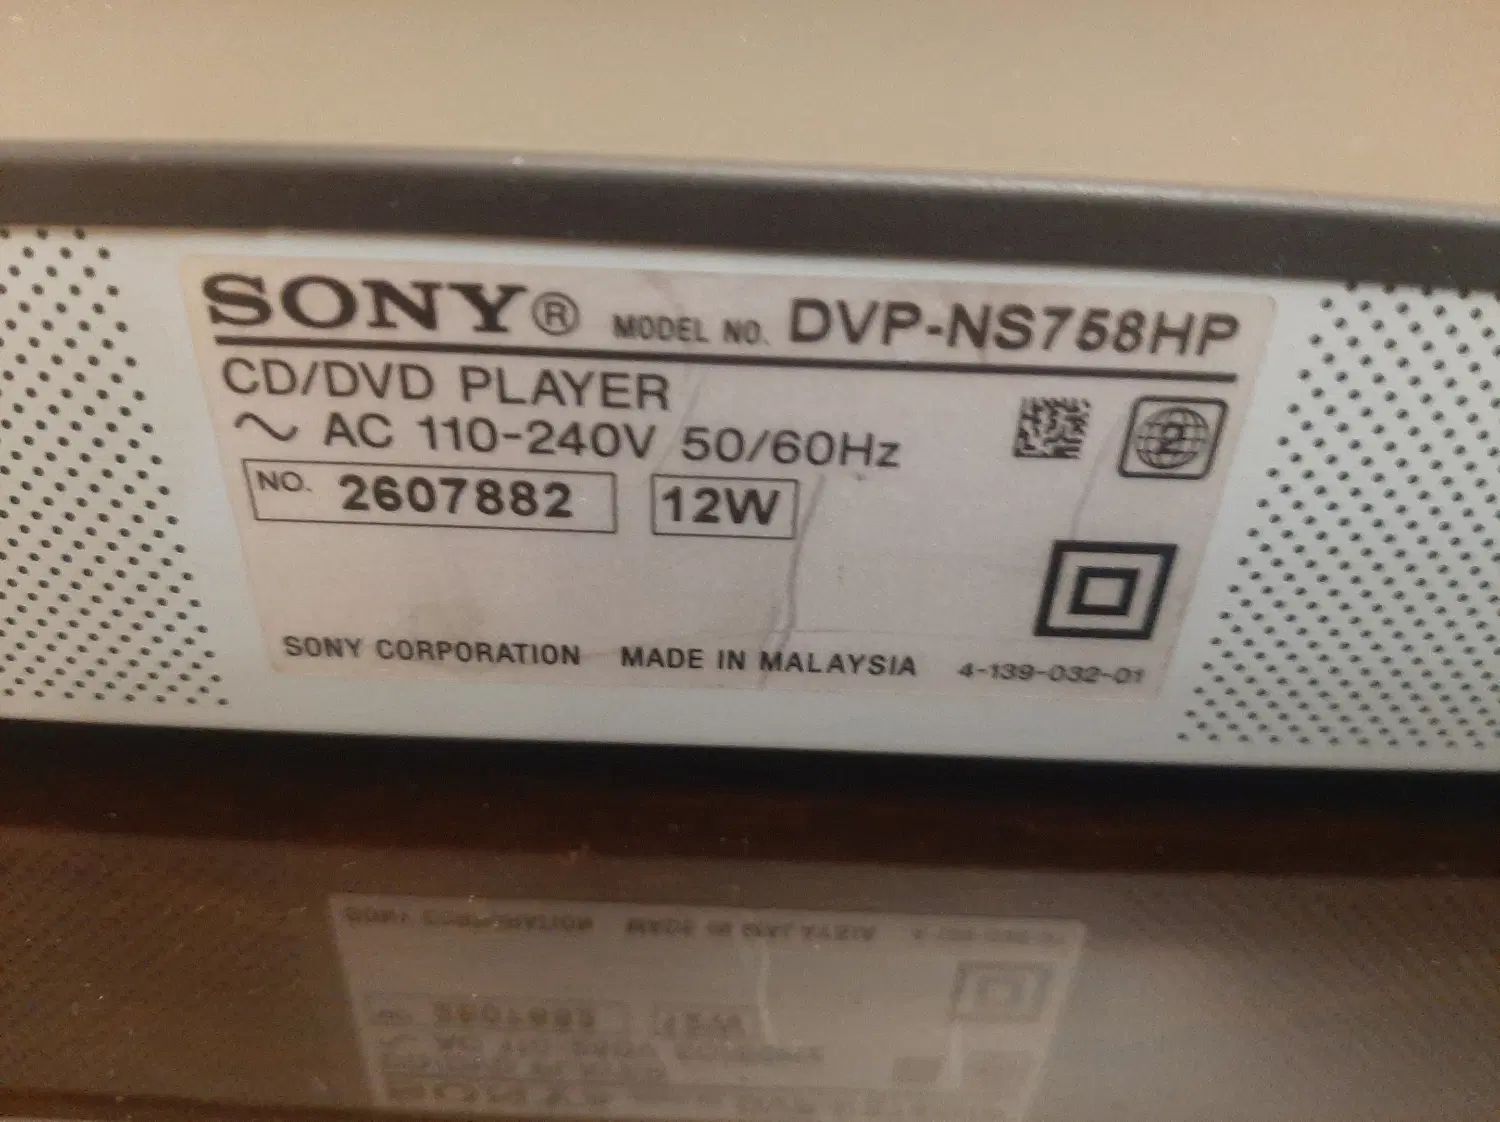 SONY® MODEL NO. DVP-NS758HP
CD/DVD PLAYER
~ AC 110-240V 50/60Hz
2
NO. 2607882 12W
SONY CORPORATION MADE IN MALAYSIA 4-139-032-01